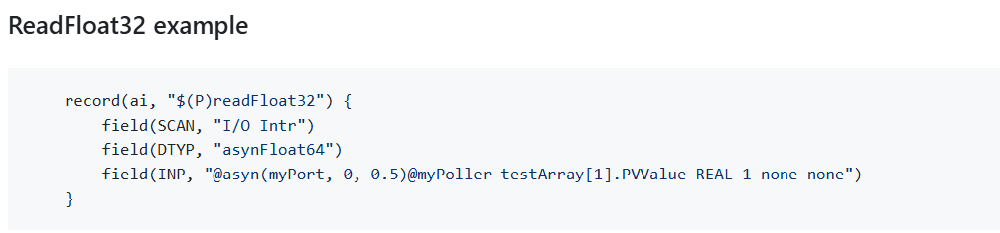 ReadFloat32 example
record(ai, "$(P)readFloat32") {
    field(SCAN, "I/O Intr")
    field(DTYP, "asynFloat64")
    field(INP, "@asyn(myPort, 0, 0.5)@myPoller testArray[1].PVValue REAL 1 none none")
}